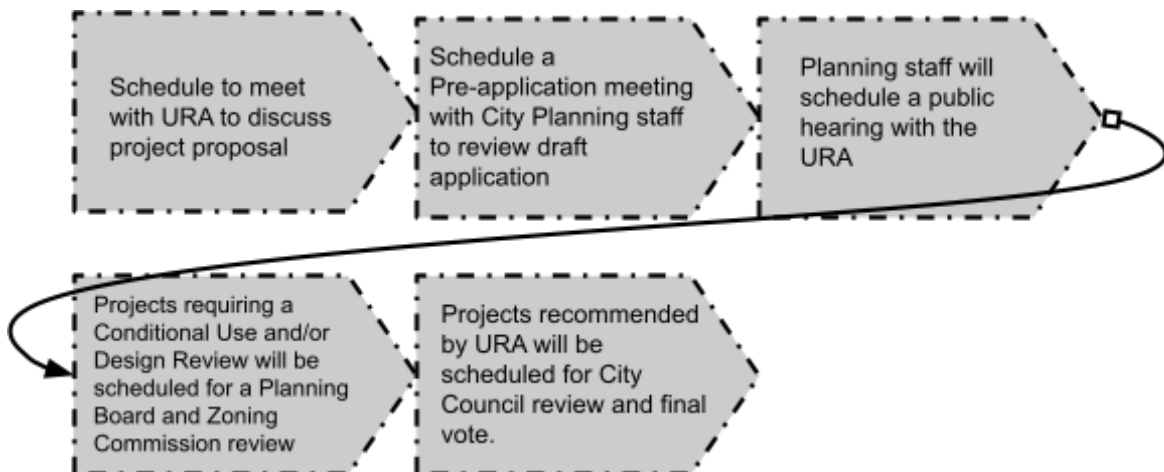 Schedule to meet
with URA to discuss
project proposal
Schedule a
Pre-application meeting
with City Planning staff
to review draft
application
Planning staff will
schedule a public
hearing with the
URA
Projects requiring a
Conditional Use and/or
Design Review will be
scheduled for a Planning
Board and Zoning
Commission review
Projects recommended
by URA will be
scheduled for City
Council review and final
vote.